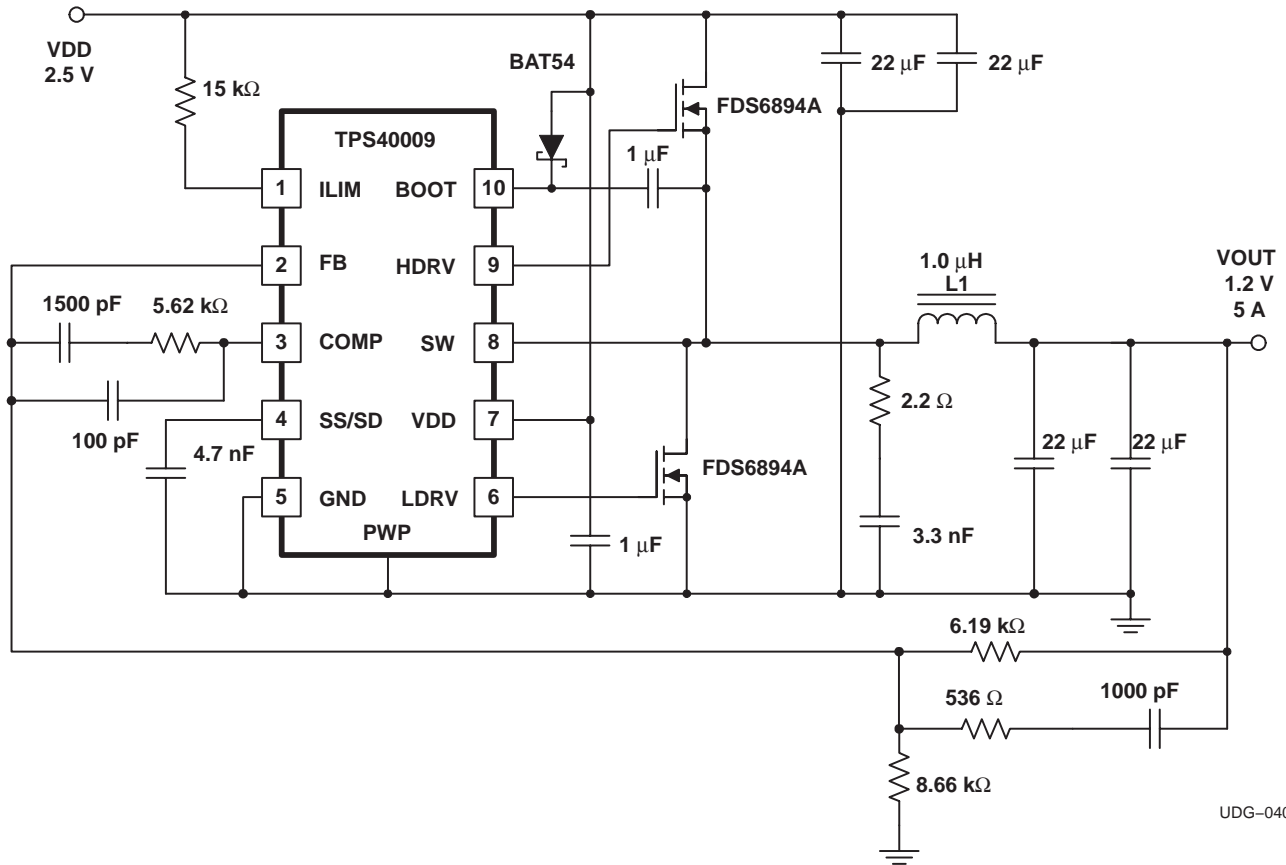 VDD
2.5 V
15 kΩ
BAT54
22 μF
22 μF
FDS6894A
TPS40009
1 μF
1 ILIM BOOT 10
2 FB HDRV 9
3 COMP SW 8
4 SS/SD VDD 7
5 GND LDRV 6
PWP
1500 pF
5.62 kΩ
100 pF
4.7 nF
1.0 μH
L1
VOUT
1.2 V
5 A
2.2 Ω
22 μF
22 μF
FDS6894A
3.3 nF
1 μF
6.19 kΩ
536 Ω
1000 pF
8.66 kΩ
UDG–040